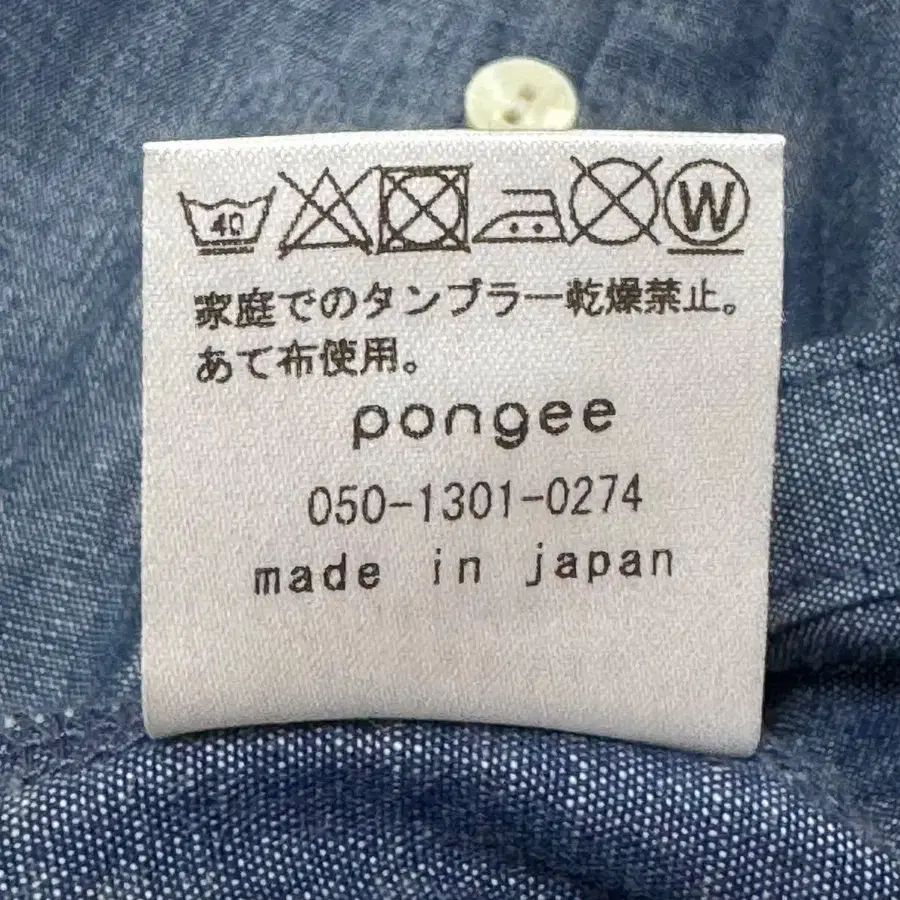 40 W
家庭でのタンブラー乾燥禁止。
あて布使用。
pongee
050-1301-0274
made in japan